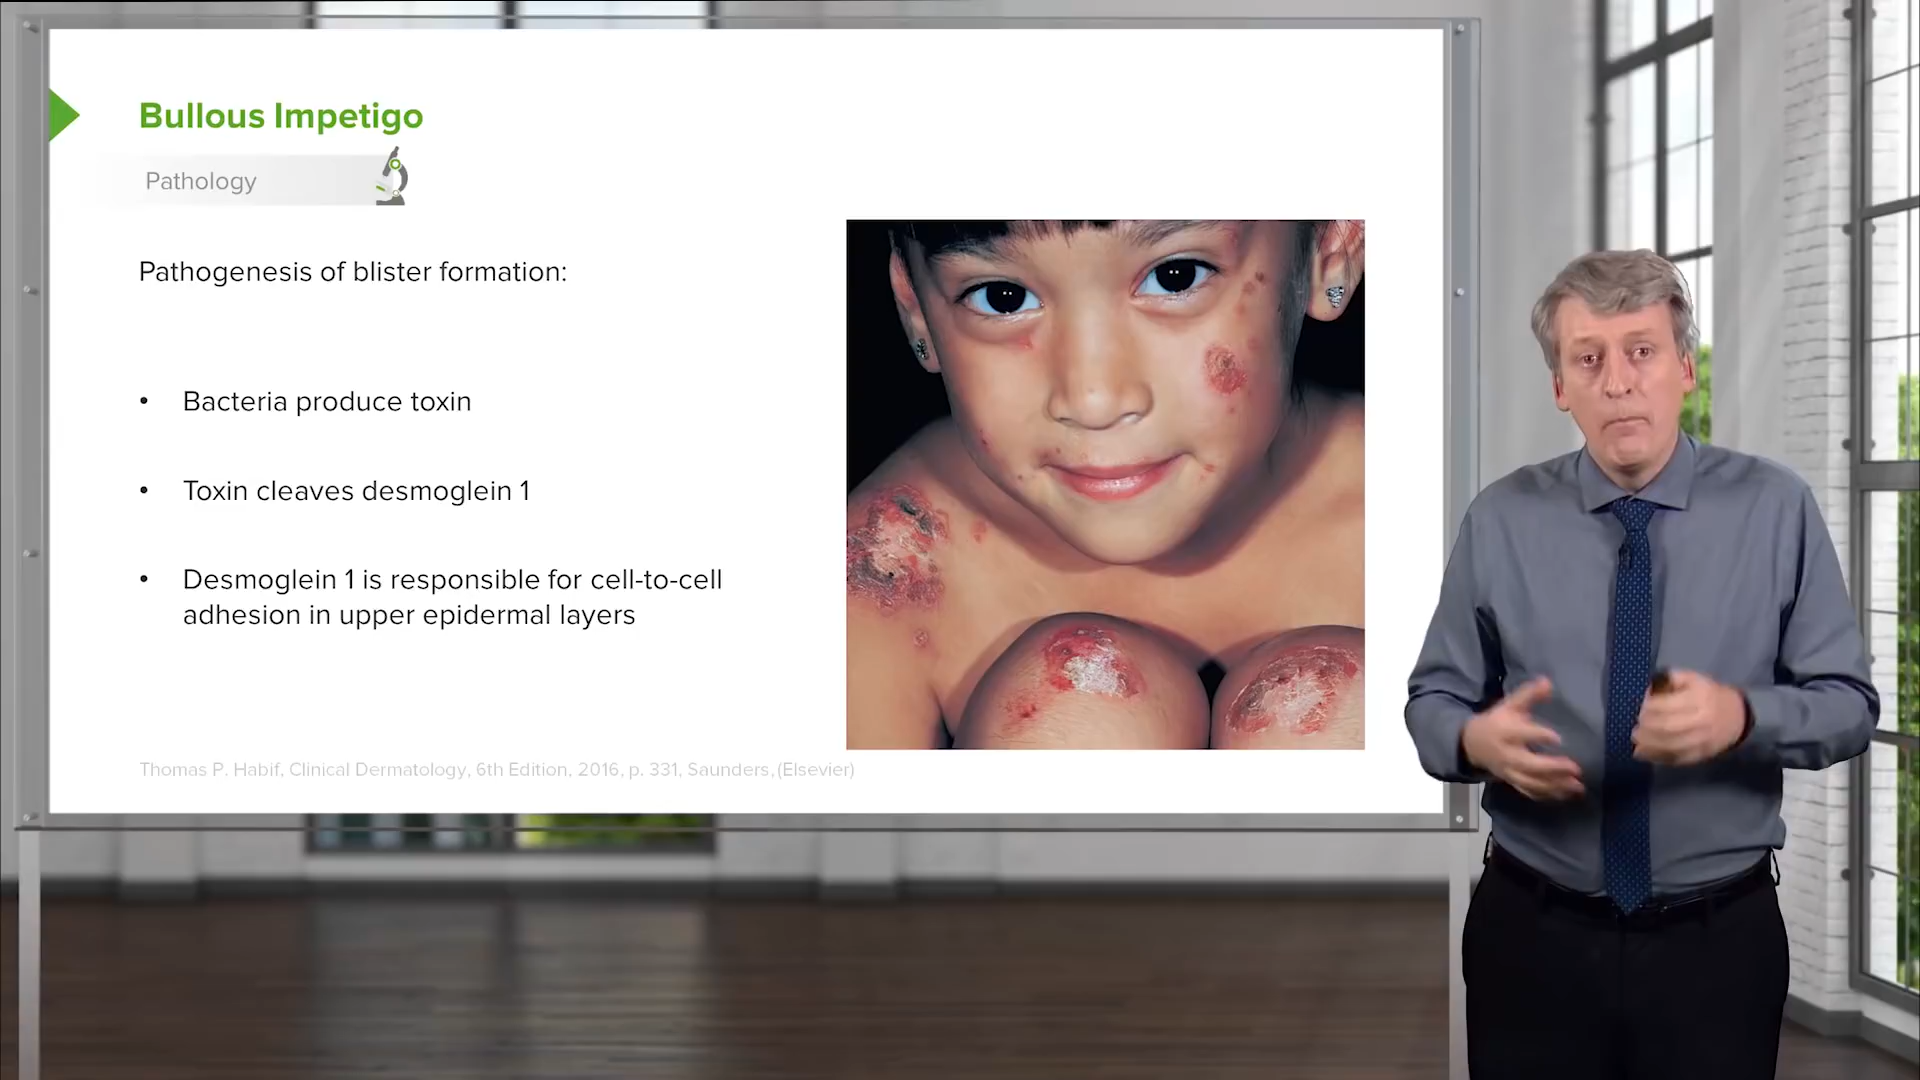 Bullous Impetigo
Pathology
Pathogenesis of blister formation:
• Bacteria produce toxin
• Toxin cleaves desmoglein 1
• Desmoglein 1 is responsible for cell-to-cell
adhesion in upper epidermal layers
Thomas P. Habif, Clinical Dermatology, 6th Edition, 2016, p. 331, Saunders, (Elsevier)